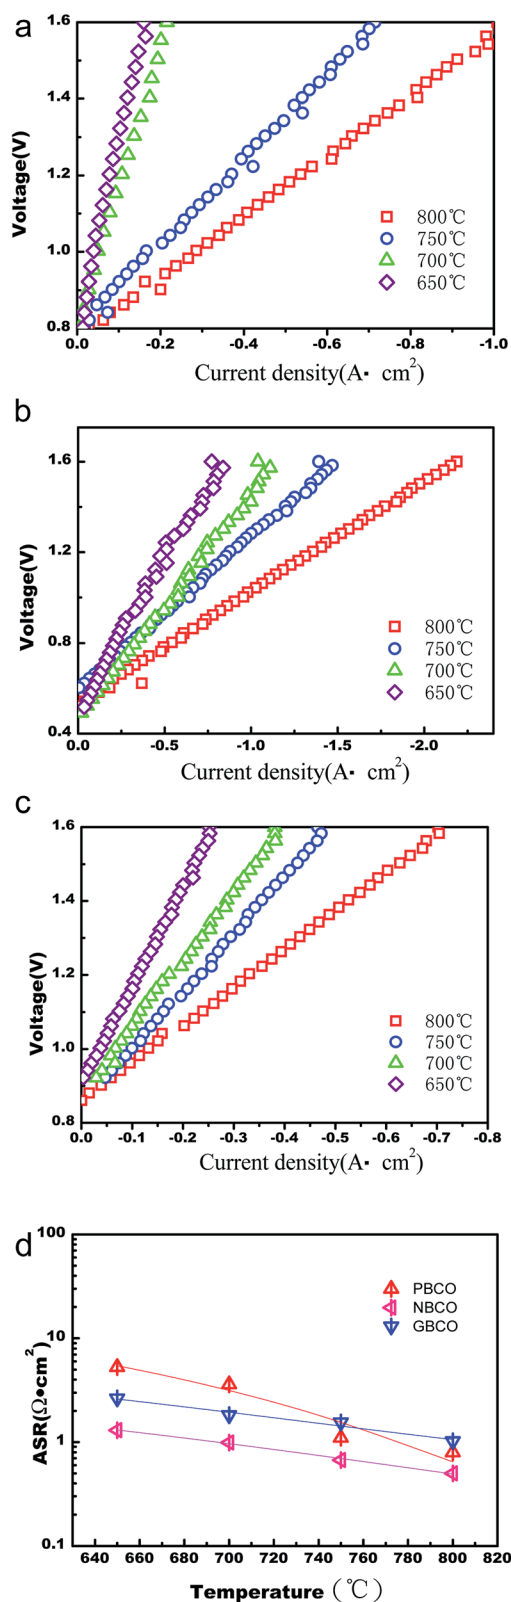 a
1.6
1.4
1.2
1.0
0.8
Voltage(V)
800℃
750℃
700℃
650℃
-0.2 -0.4 -0.6 -0.8 -1.0
Current density(A· cm2)
b
1.6
1.2
0.8
0.4
Voltage(V)
800℃
750℃
700℃
650℃
0.0 -0.5 -1.0 -1.5 -2.0
Current density(A· cm2)
c
1.6
1.4
1.2
1.0
0.8
Voltage(V)
800℃
750℃
700℃
650℃
0.0 -0.1 -0.2 -0.3 -0.4 -0.5 -0.6 -0.7 -0.8
Current density(A· cm2)
d
100
10
1
0.1
ASR(Ω•cm2)
PBCO
NBCO
GBCO
640 660 680 700 720 740 760 780 800 820
Temperature（℃）